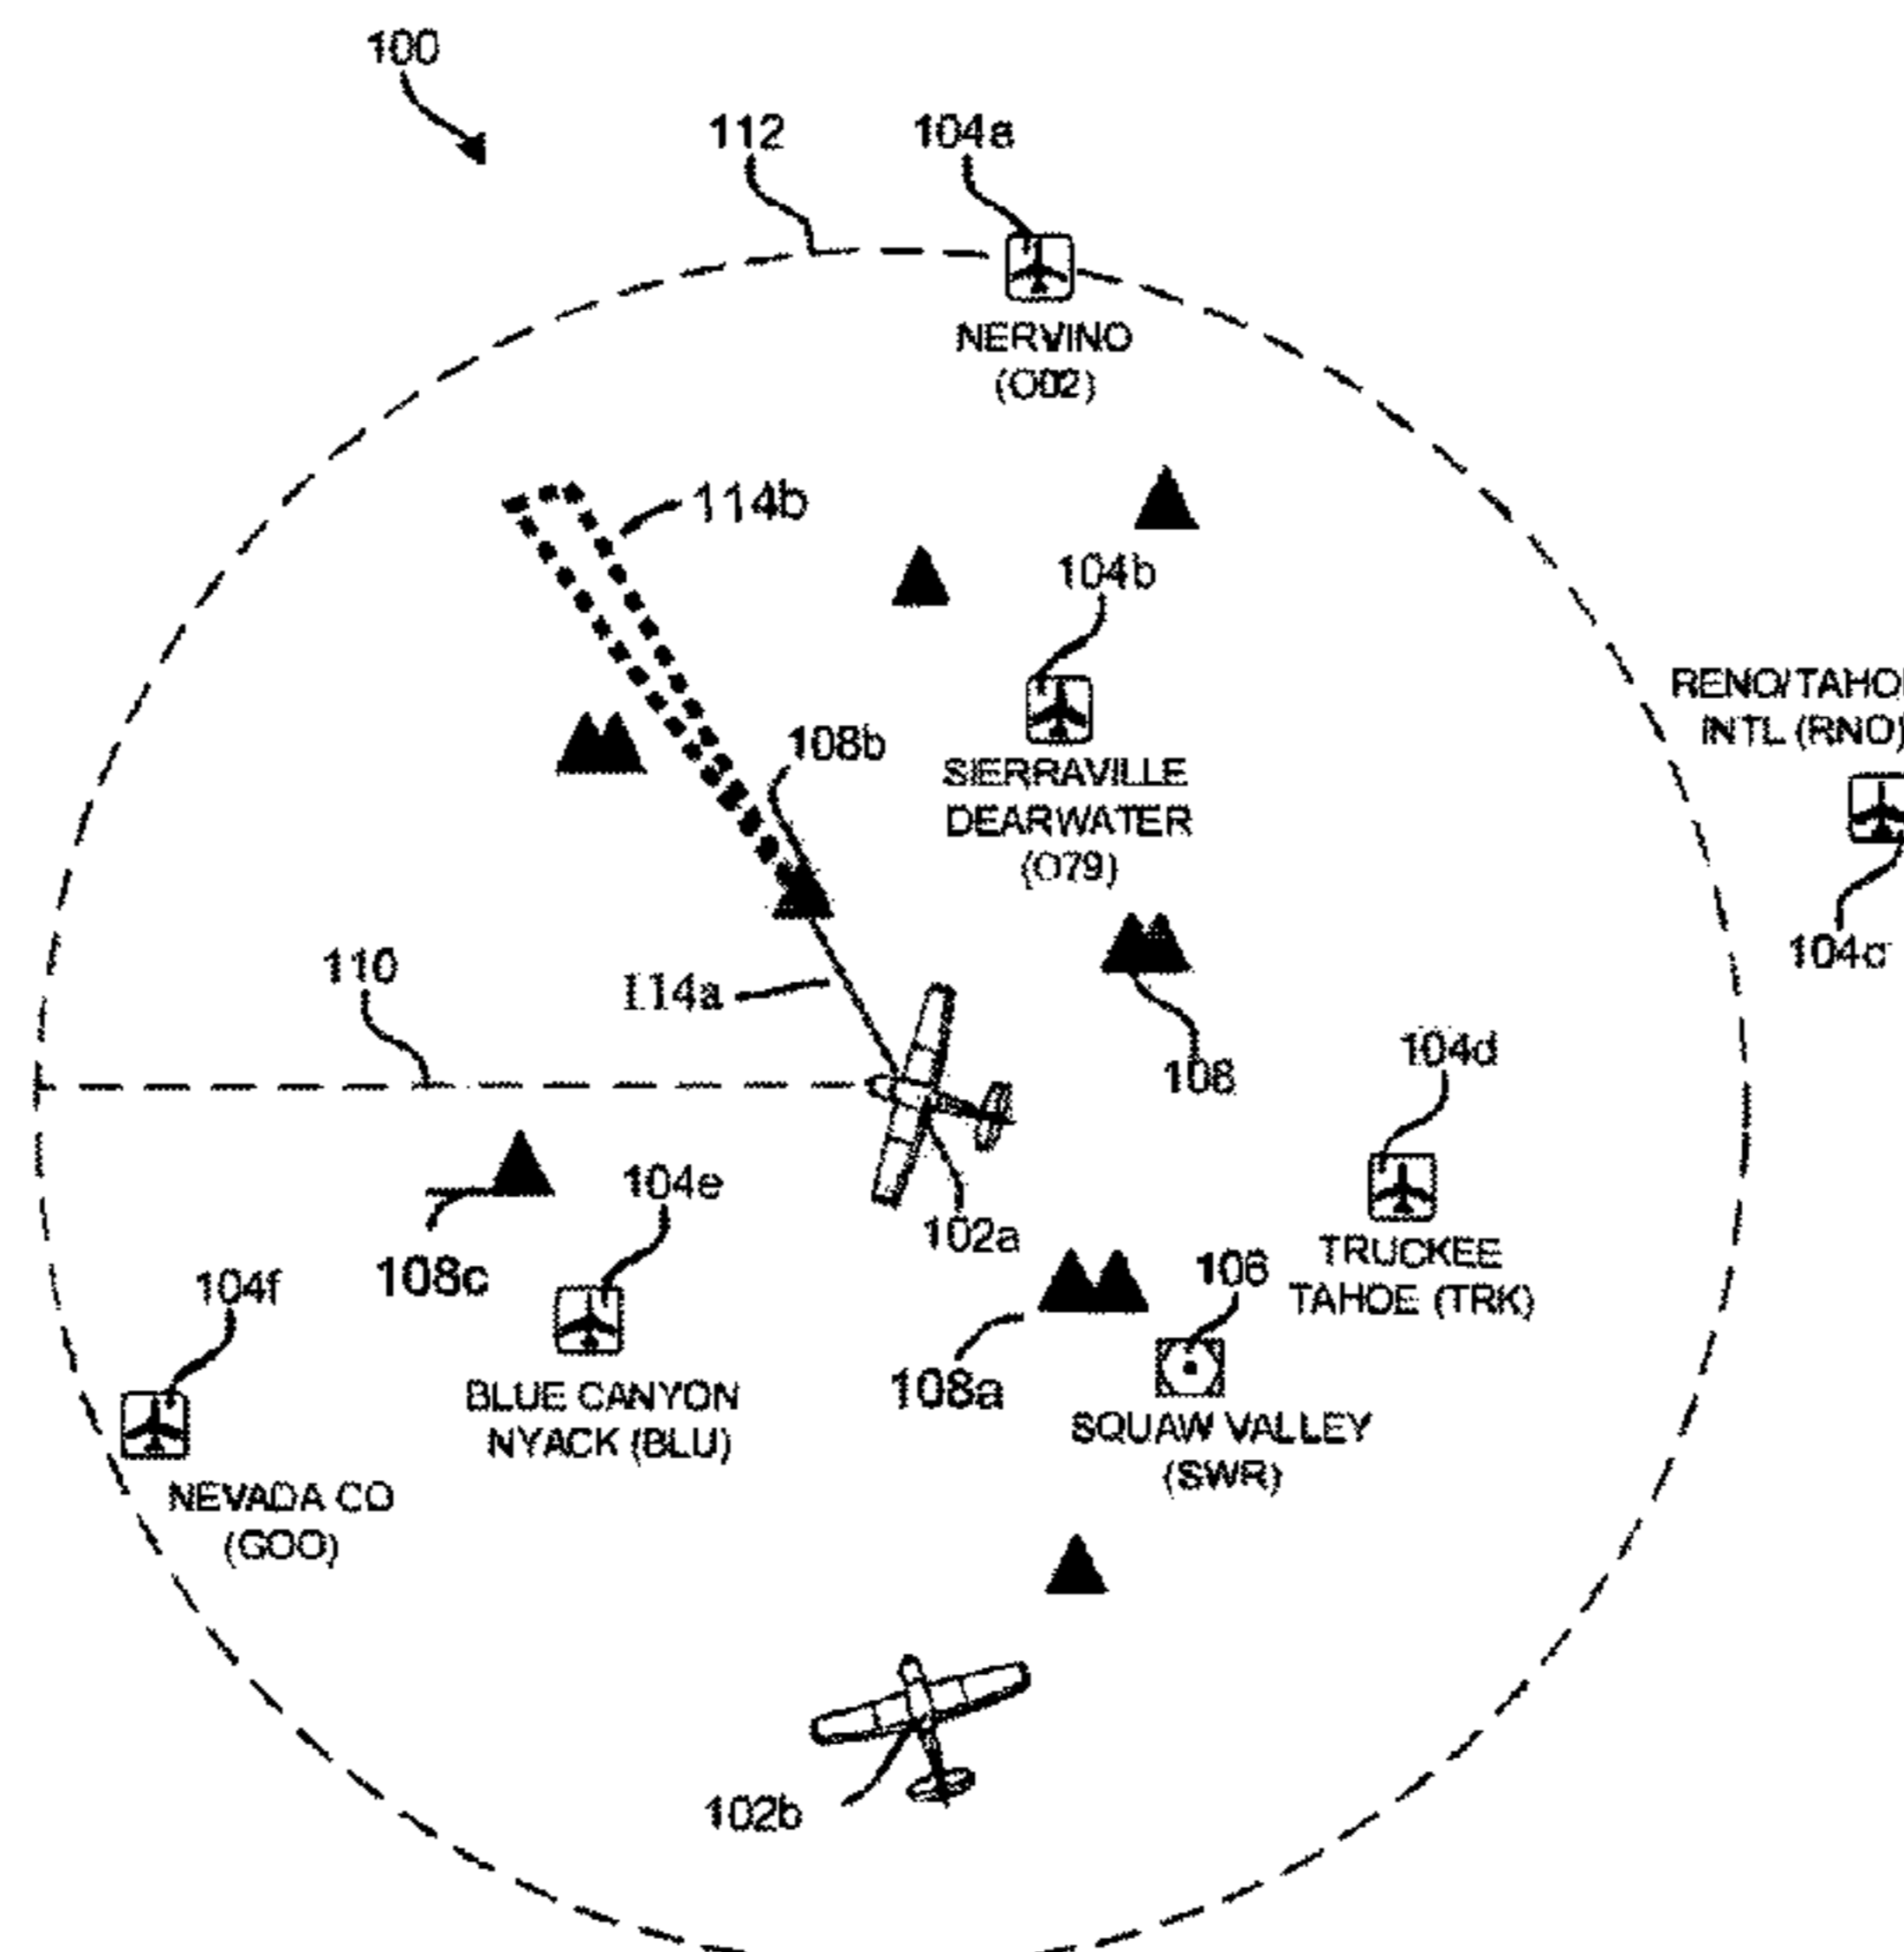 100
112
104a
NERVINO
(O02)
114b
104b
RENO/TAHO
INTL (RNO)
108b
SIERRAVILLE
DEARWATER
(O79)
104c
110
114a
108
104d
104e
102a
TRUCKEE
TAHOE (TRK)
108c
104f
106
108a
BLUE CANYON
NYACK (BLU)
SQUAW VALLEY
(SWR)
NEVADA CO
(GOO)
102b